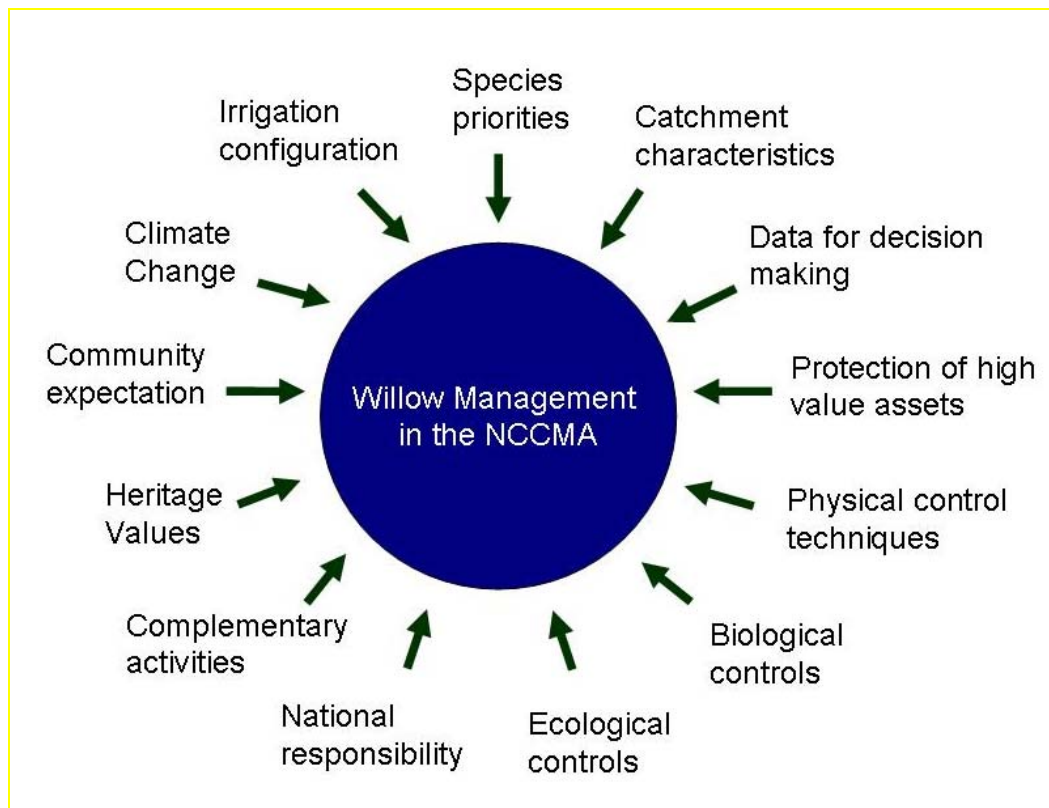 Species
priorities
Catchment
characteristics
Data for decision
making
Protection of high
value assets
Physical control
techniques
Biological
controls
Ecological
controls
National
responsibility
Complementary
activities
Heritage
Values
Community
expectation
Climate
Change
Irrigation
configuration
Willow Management
in the NCCMA